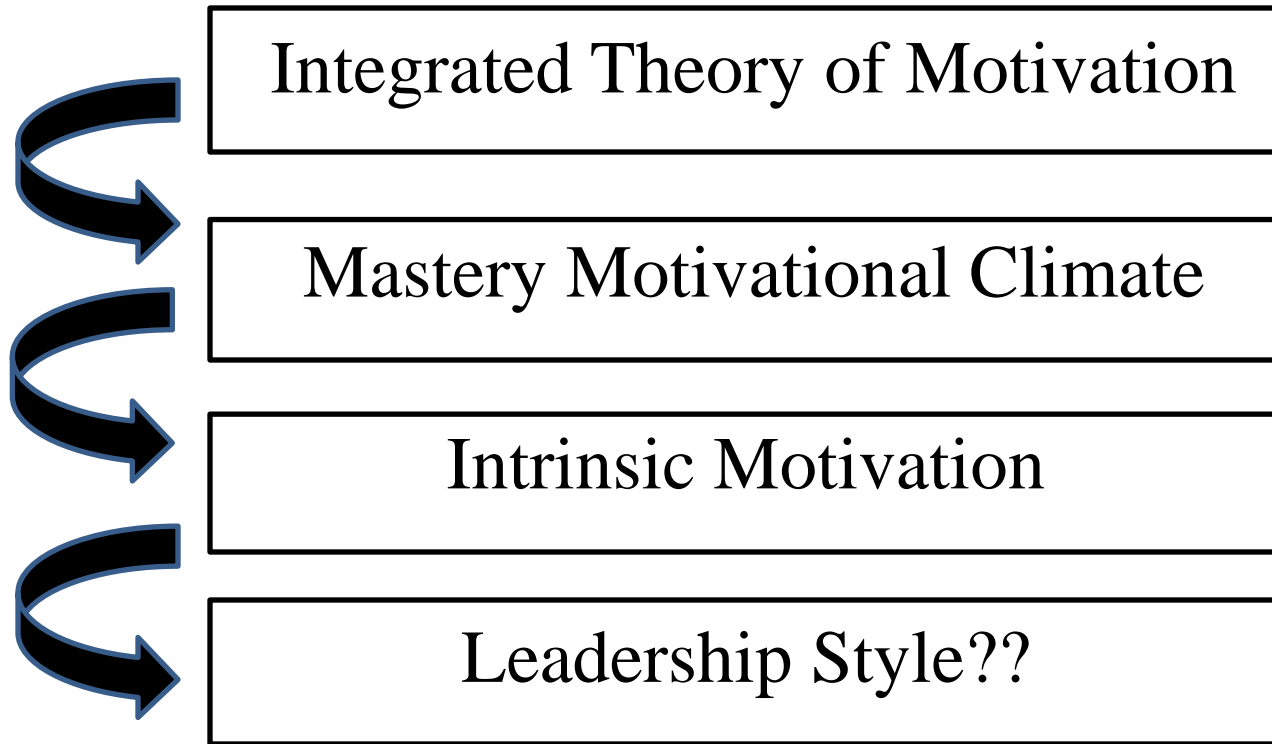 Integrated Theory of Motivation
Mastery Motivational Climate
Intrinsic Motivation
Leadership Style??